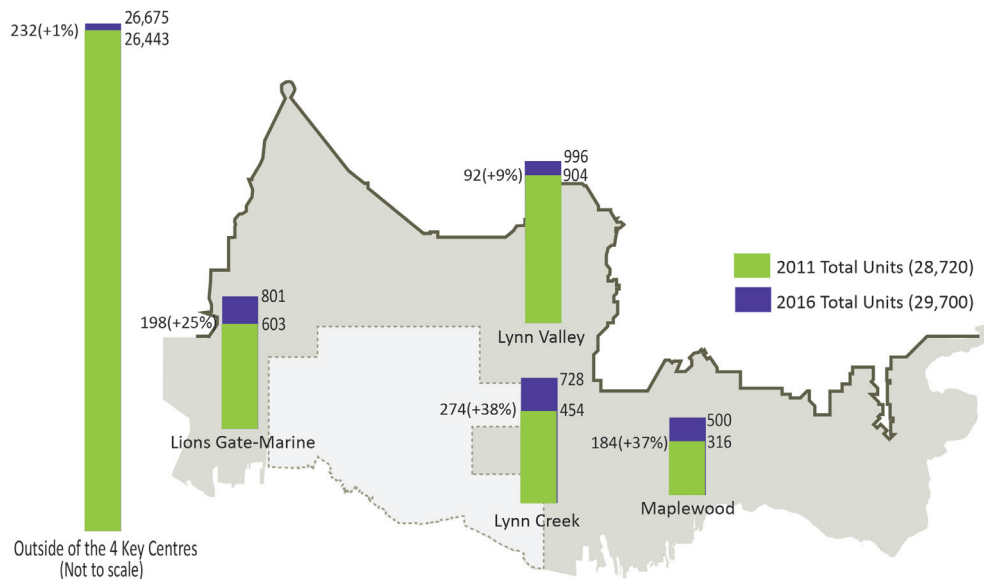 232(+1%)
26,675
26,443
Outside of the 4 Key Centres
(Not to scale)
198(+25%)
801
603
Lions Gate-Marine
92(+9%)
996
904
Lynn Valley
274(+38%)
728
454
Lynn Creek
184(+37%)
500
316
Maplewood
2011 Total Units (28,720)
2016 Total Units (29,700)